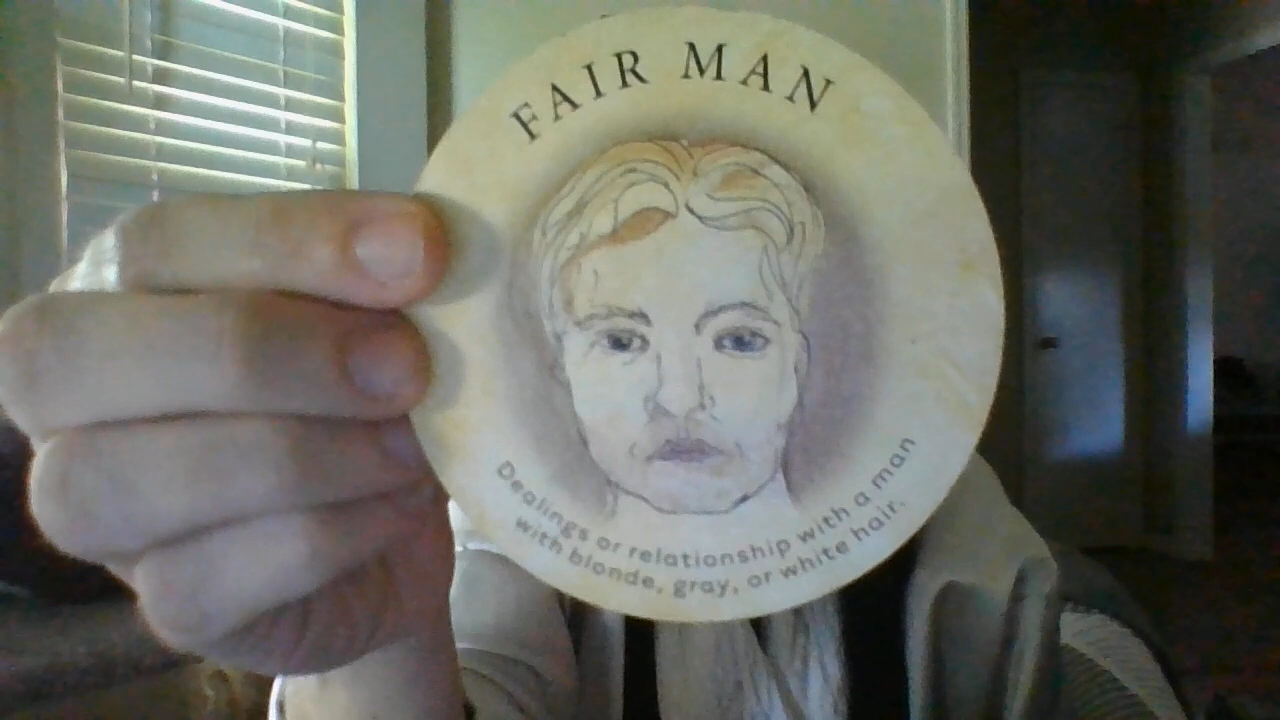 FAIR MAN
Dealings or relationship with a man
with blonde, gray, or white hair.